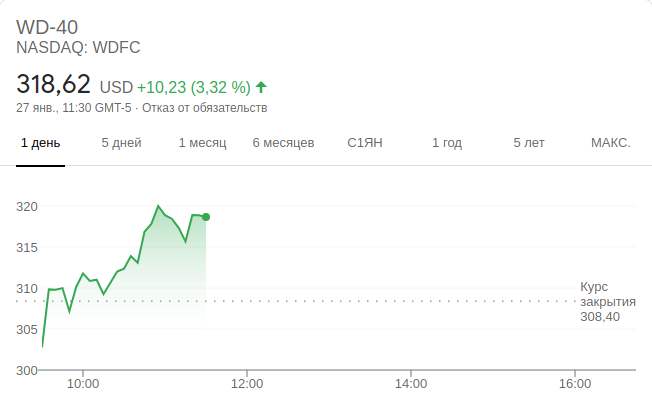 WD-40
NASDAQ: WDFC
318,62 USD +10,23 (3,32 %)
27 янв., 11:30 GMT-5 · Отказ от обязательств
1 день 5 дней 1 месяц 6 месяцев С1ЯН 1 год 5 лет МАКС.
320
315
310
305
300
Курс
закрытия
308,40
10:00 12:00 14:00 16:00